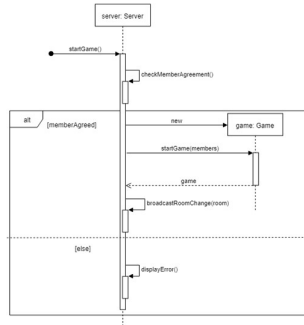 server: Server
startGame()
checkMemberAgreement()
alt
[memberAgreed]
new
game: Game
startGame(members)
game
broadcastRoomChange(room)
[else]
displayError()